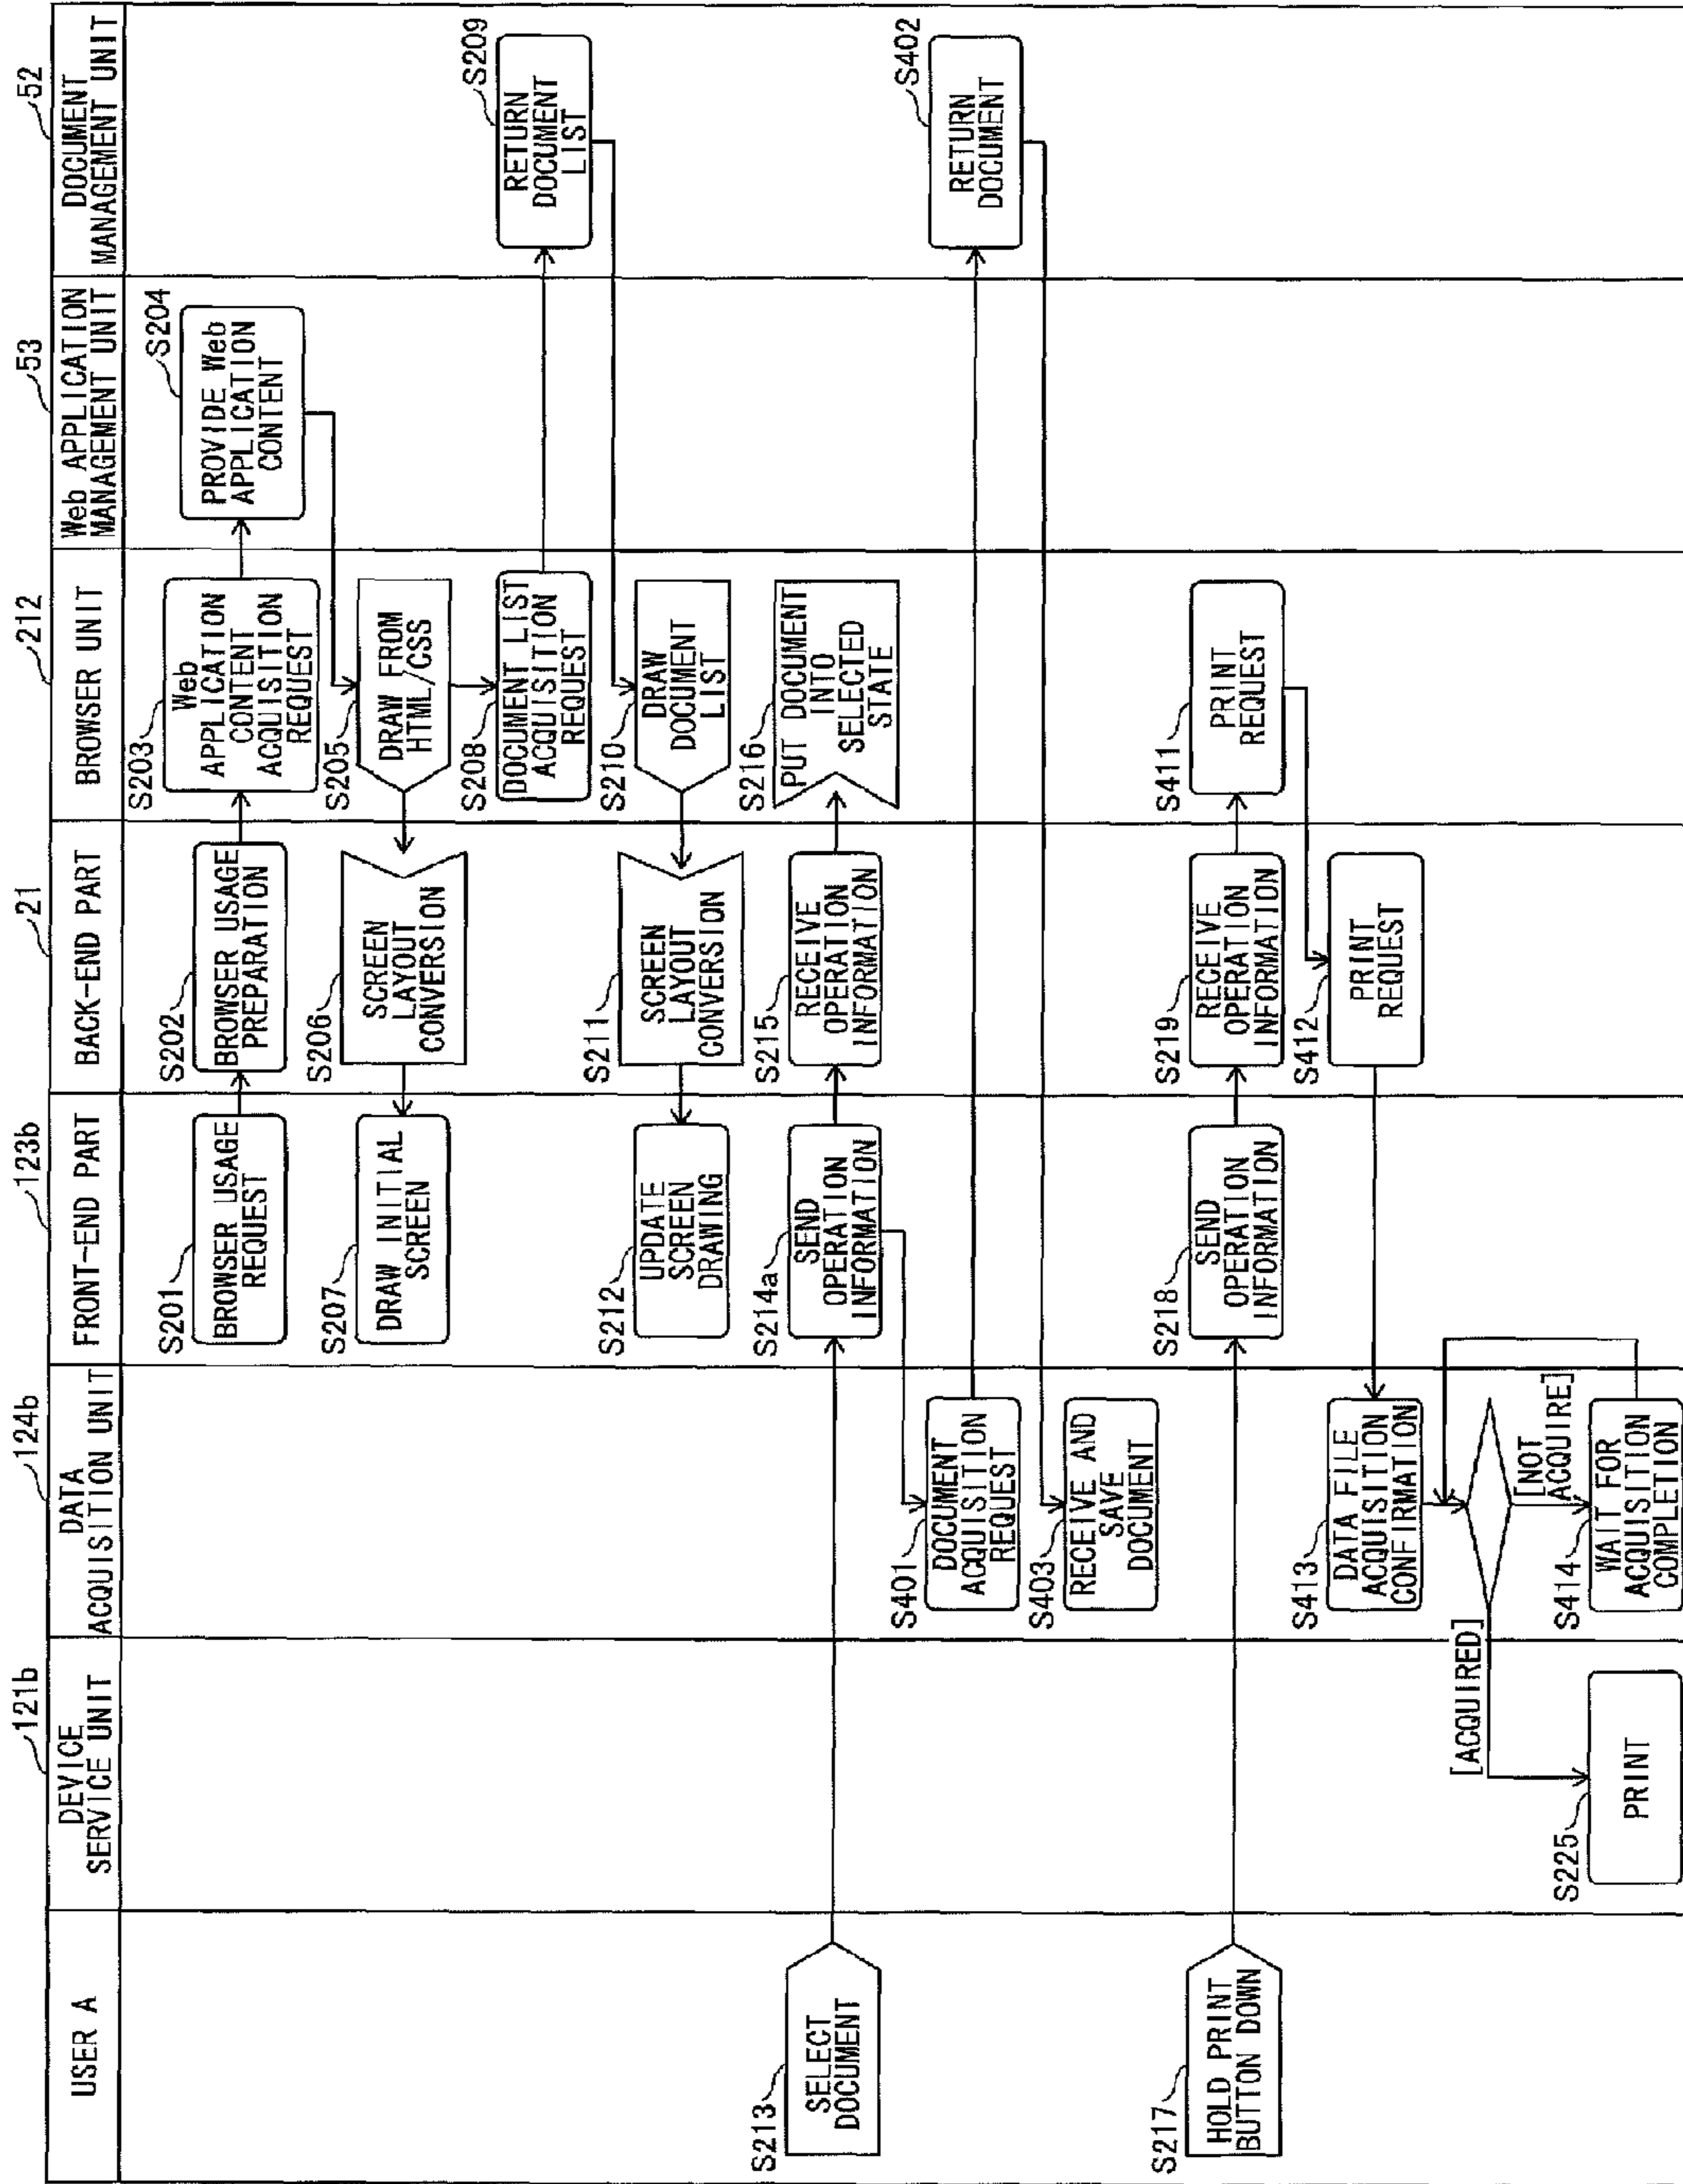 USER A
121b
DEVICE
SERVICE UNIT
124b
DATA
ACQUISITION UNIT
123b
FRONT-END PART
21
BACK-END PART
212
BROWSER UNIT
53
Web APPLICATION
MANAGEMENT UNIT
52
DOCUMENT
MANAGEMENT UNIT
S201
BROWSER USAGE
REQUEST
S202
BROWSER USAGE
PREPARATION
S203
Web
APPLICATION
CONTENT
ACQUISITION
REQUEST
S204
PROVIDE Web
APPLICATION
CONTENT
S207
DRAW INITIAL
SCREEN
S206
SCREEN
LAYOUT
CONVERSION
S205
DRAW FROM
HTML/CSS
S208
DOCUMENT LIST
ACQUISITION
REQUEST
S209
RETURN
DOCUMENT
LIST
S212
UPDATE
SCREEN
DRAWING
S211
SCREEN
LAYOUT
CONVERSION
S210
DRAW
DOCUMENT
LIST
S213
SELECT
DOCUMENT
S214a
SEND
OPERATION
INFORMATION
S215
RECEIVE
OPERATION
INFORMATION
S216
PUT DOCUMENT
INTO
SELECTED
STATE
S401
DOCUMENT
ACQUISITION
REQUEST
S402
RETURN
DOCUMENT
S403
RECEIVE AND
SAVE
DOCUMENT
S217
HOLD PRINT
BUTTON DOWN
S218
SEND
OPERATION
INFORMATION
S219
RECEIVE
OPERATION
INFORMATION
S411
PRINT
REQUEST
S412
PRINT
REQUEST
S413
DATA FILE
ACQUISITION
CONFIRMATION
[ACQUIRED]
[NOT
ACQUIRE]
S225
PRINT
S414
WAIT FOR
ACQUISITION
COMPLETION